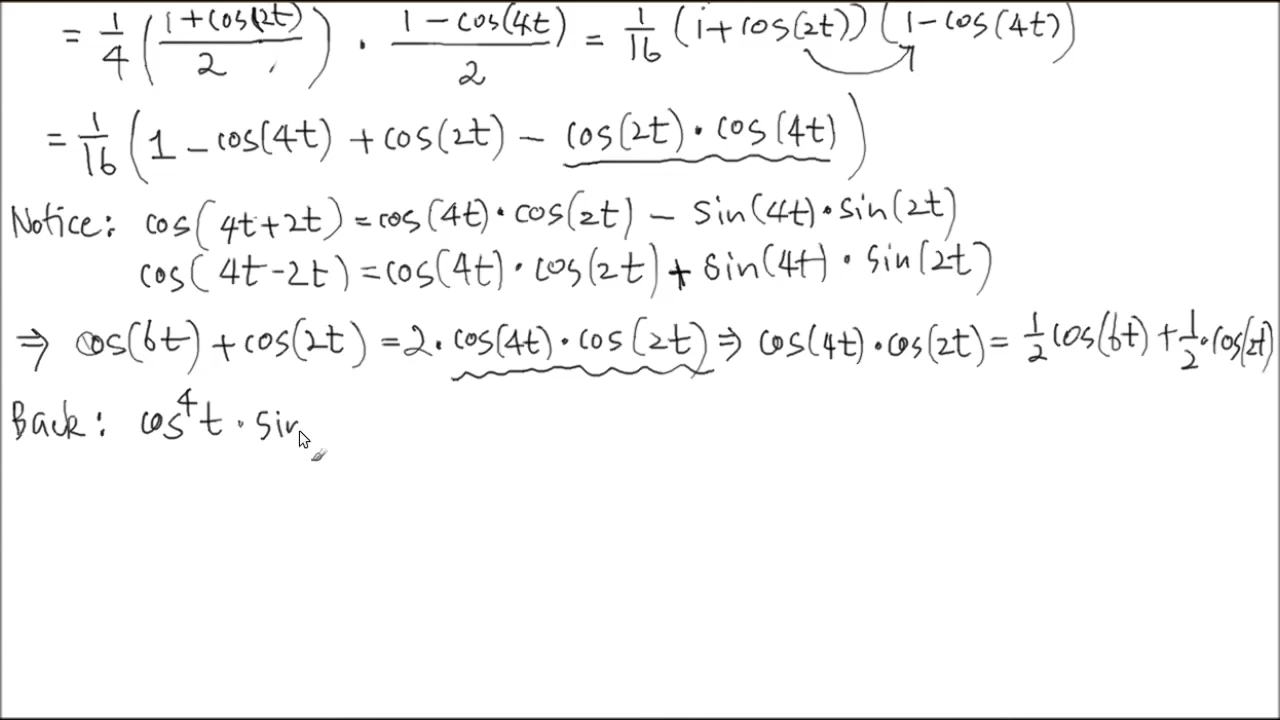 = 1/4 ((1+cos(2t))/2) · (1-cos(4t))/2 = 1/16 (1+cos(2t)) (1-cos(4t))
= 1/16 (1 - cos(4t) + cos(2t) - cos(2t)·cos(4t))
Notice: cos(4t+2t) = cos(4t)·cos(2t) - sin(4t)·sin(2t)
cos(4t-2t) = cos(4t)·cos(2t) + sin(4t)·sin(2t)
⇒ cos(6t) + cos(2t) = 2·cos(4t)·cos(2t) ⇒ cos(4t)·cos(2t) = 1/2 cos(6t) + 1/2·cos(2t)
Back: cos⁴t · sin